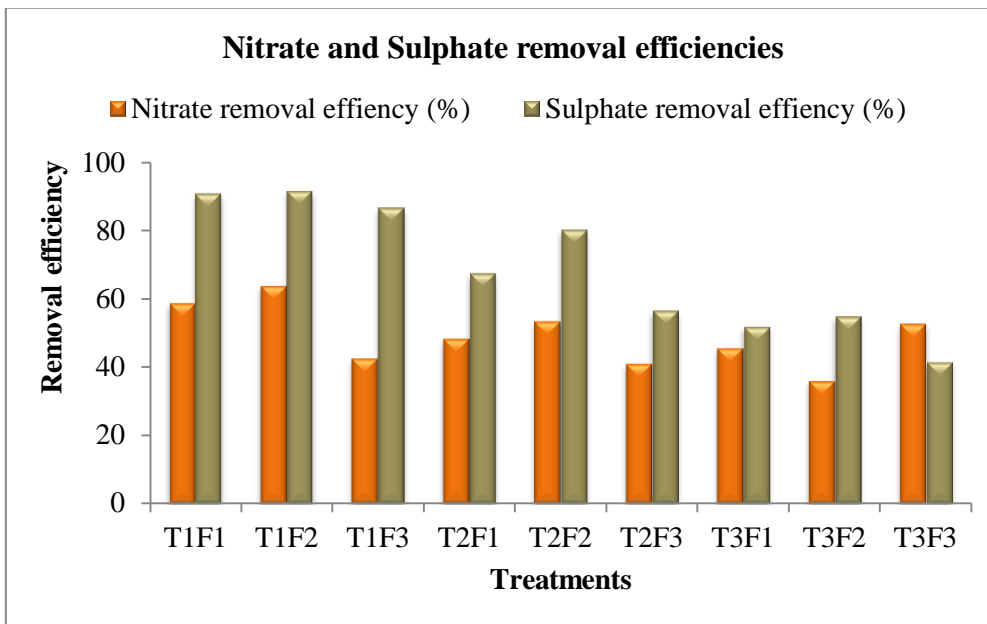 Nitrate and Sulphate removal efficiencies
Nitrate removal effiency (%) Sulphate removal effiency (%)
Removal efficiency
100
80
60
40
20
0
T1F1 T1F2 T1F3 T2F1 T2F2 T2F3 T3F1 T3F2 T3F3
Treatments